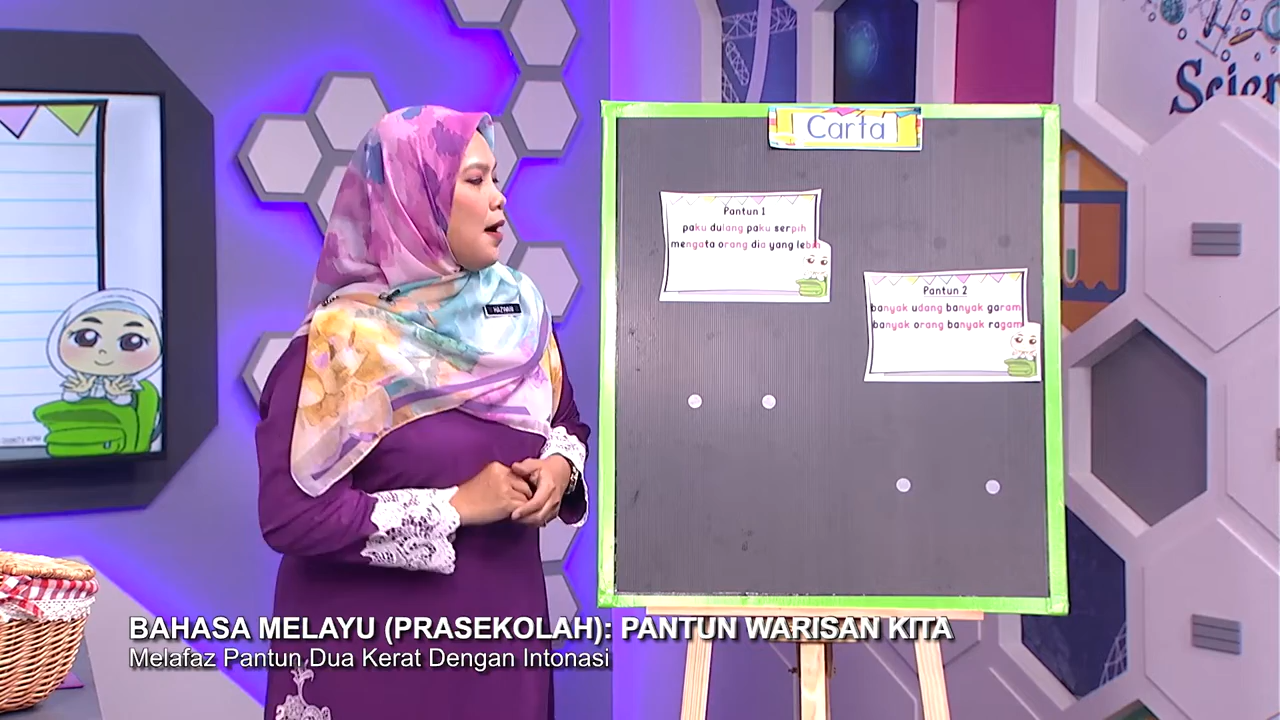 Carta
Pantun 1
paku dulang paku serpih
mengata orang dia yang lebih
Pantun 2
banyak udang banyak garam
banyak orang banyak ragam
HAZWANI
BAHASA MELAYU (PRASEKOLAH): PANTUN WARISAN KITA
Melafaz Pantun Dua Kerat Dengan Intonasi